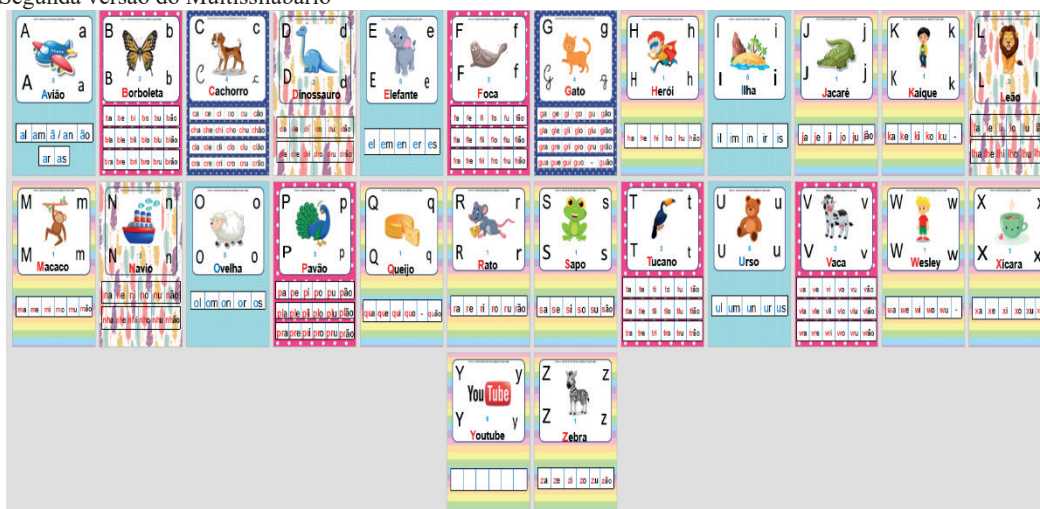 Segunda versão do Multissilabário
A a
A a
Avião
al am ã/an ão
ar as
B b
B b
Borboleta
ba be bi bo bu bão
bla ble bli blo blu blão
bra bre bri bro bru brão
C c
C c
Cachorro
ca ce ci co cu cão
cha che chi cho chu chão
cla cle cli clo clu clão
cra cre cri cro cru crão
D d
D d
Dinossauro
da de di do du dão
dra dre dri dro dru drão
E e
E e
Elefante
el em en er es
F f
F f
Foca
fa fe fi fo fu fão
fla fle fli flo flu flão
fra fre fri fro fru frão
G g
G g
Gato
ga ge gi go gu gão
gla gle gli glo glu glão
gra gre gri gro gru grão
gua gue gui guo - guão
H h
H h
Herói
ha he hi ho hu hão
I i
I i
Ilha
il im in ir is
J j
J j
Jacaré
ja je ji jo ju jão
K k
K k
Kaique
ka ke ki ko ku -
L l
L l
Leão
la le li lo lu
lha lhe lhi lho lhu
M m
M m
Macaco
ma me mi mo mu mão
N n
N n
Navio
na ne ni no nu não
nha nhe nhi nho nhu nhão
O o
O o
Ovelha
ol om on or os
P p
P p
Pavão
pa pe pi po pu pão
pla ple pli plo plu plão
pra pre pri pro pru prão
Q q
Q q
Queijo
qua que qui quo - quão
R r
R r
Rato
ra re ri ro ru rão
S s
S s
Sapo
sa se si so su são
T t
T t
Tucano
ta te ti to tu tão
tla tle tli tlo tlu tlão
tra tre tri tro tru trão
U u
U u
Urso
ul um un ur us
V v
V v
Vaca
va ve vi vo vu vão
vla vle vli vlo vlu vlão
vra vre vri vro vru vrão
W w
W w
Wesley
wa we wi wo wu -
X x
X x
Xícara
xa xe xi xo xu
Y y
YouTube
Y y
Youtube
Z z
Z z
Zebra
za ze zi zo zu zão